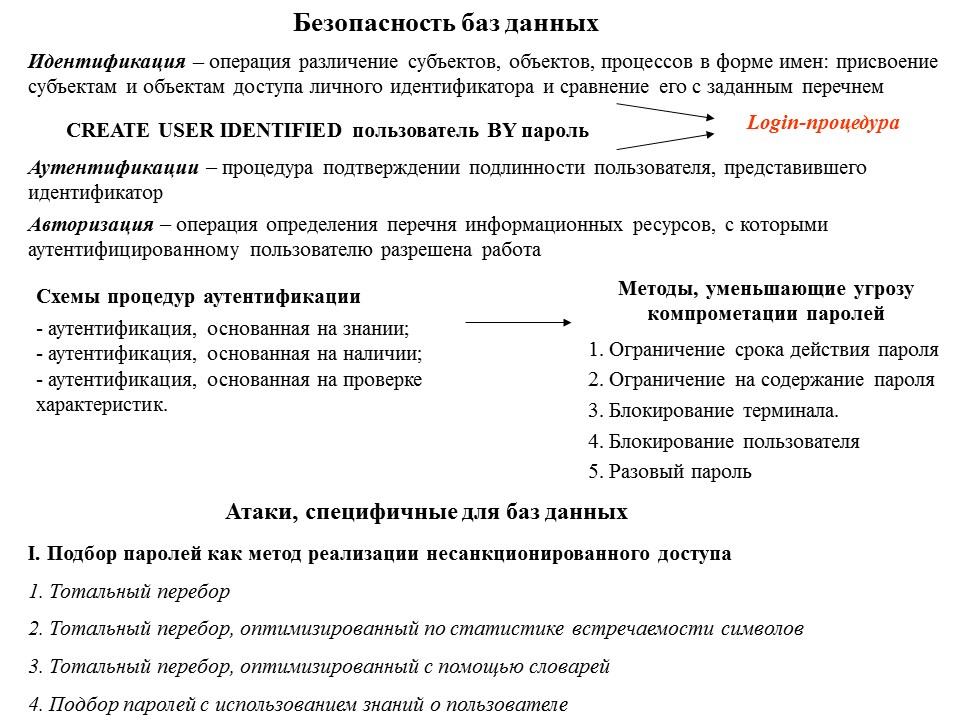 Безопасность баз данных
Идентификация – операция различение субъектов, объектов, процессов в форме имен: присвоение
субъектам и объектам доступа личного идентификатора и сравнение его с заданным перечнем
CREATE USER IDENTIFIED пользователь BY пароль
Login-процедура
Аутентификации – процедура подтверждении подлинности пользователя, представившего
идентификатор
Авторизация – операция определения перечня информационных ресурсов, с которыми
аутентифицированному пользователю разрешена работа
Схемы процедур аутентификации
- аутентификация, основанная на знании;
- аутентификация, основанная на наличии;
- аутентификация, основанная на проверке
характеристик.
Методы, уменьшающие угрозу
компрометации паролей
1. Ограничение срока действия пароля
2. Ограничение на содержание пароля
3. Блокирование терминала.
4. Блокирование пользователя
5. Разовый пароль
Атаки, специфичные для баз данных
I. Подбор паролей как метод реализации несанкционированного доступа
1. Тотальный перебор
2. Тотальный перебор, оптимизированный по статистике встречаемости символов
3. Тотальный перебор, оптимизированный с помощью словарей
4. Подбор паролей с использованием знаний о пользователе